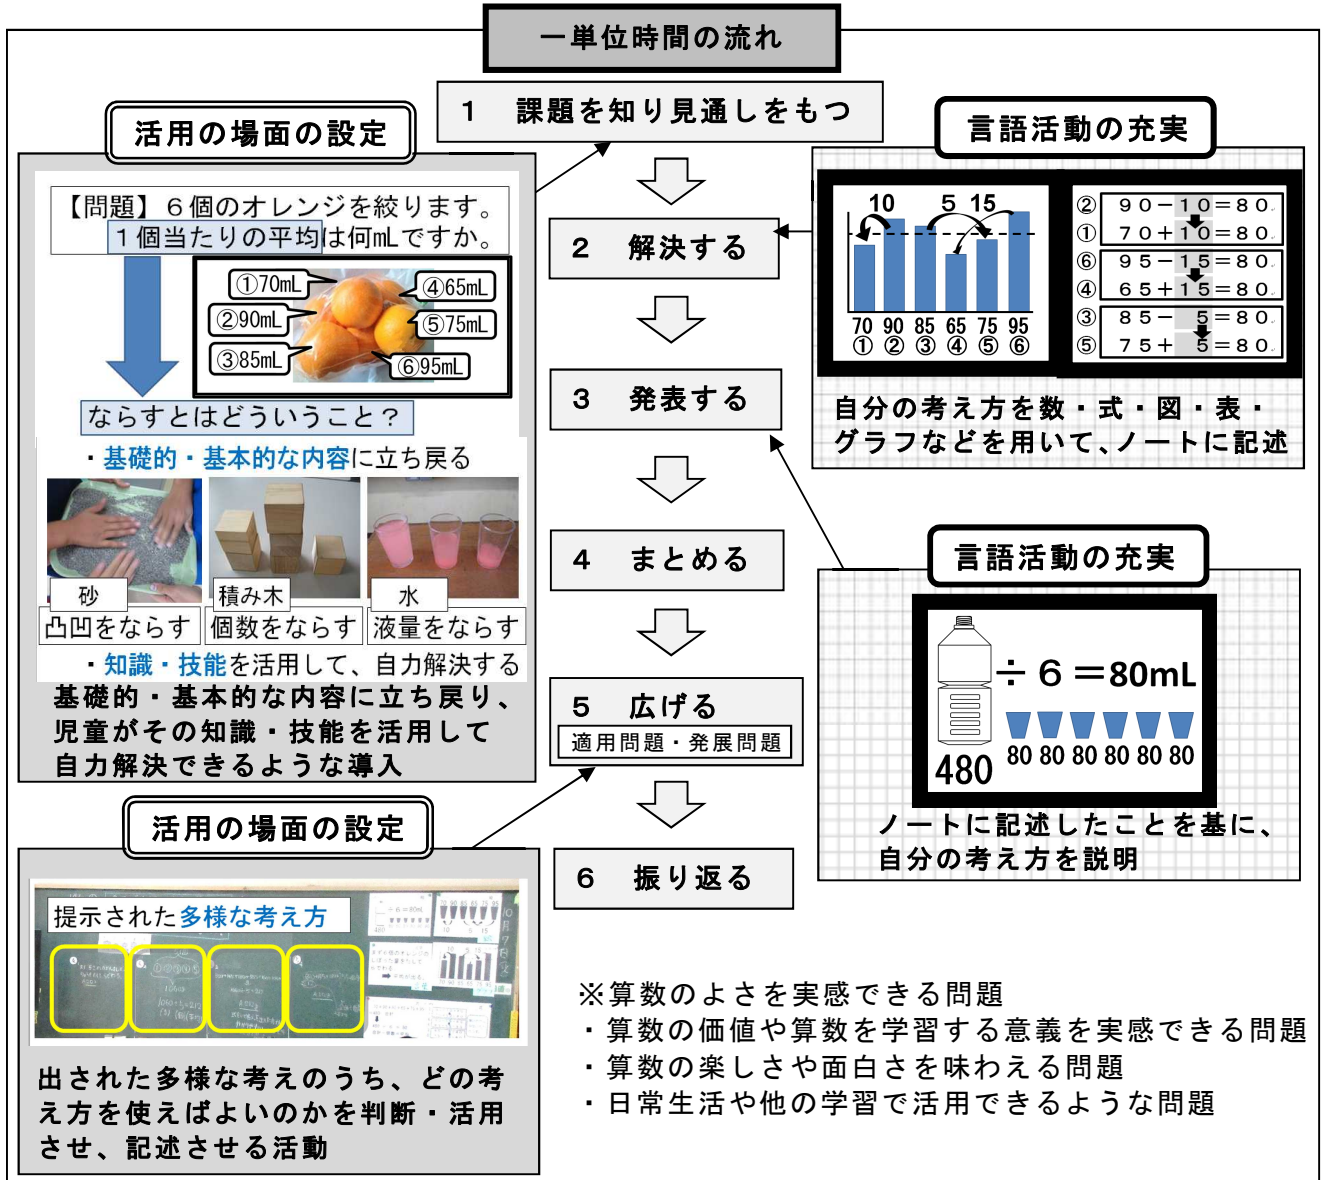 一単位時間の流れ
1 課題を知り見通しをもつ
2 解決する
3 発表する
4 まとめる
5 広げる
適用問題・発展問題
6 振り返る
活用の場面の設定
【問題】６個のオレンジを絞ります。
１個当たりの平均は何mLですか。
①70mL
②90mL
③85mL
④65mL
⑤75mL
⑥95mL
ならすとはどういうこと？
・基礎的・基本的な内容に立ち戻る
砂
凸凹をならす
積み木
個数をならす
水
液量をならす
・知識・技能を活用して、自力解決する
基礎的・基本的な内容に立ち戻り、
児童がその知識・技能を活用して
自力解決できるような導入
活用の場面の設定
提示された多様な考え方
÷６＝80mL
480
10月7日
出された多様な考えのうち、どの考
え方を使えばよいのかを判断・活用
させ、記述させる活動
言語活動の充実
10 5 15
70 90 85 65 75 95
① ② ③ ④ ⑤ ⑥
② ９０－１０＝８０
① ７０＋１０＝８０
⑥ ９５－１５＝８０
④ ６５＋１５＝８０
③ ８５－ ５＝８０
⑤ ７５＋ ５＝８０
自分の考え方を数・式・図・表・
グラフなどを用いて、ノートに記述
言語活動の充実
÷６＝80mL
480
80 80 80 80 80 80
ノートに記述したことを基に、
自分の考え方を説明
※算数のよさを実感できる問題
・算数の価値や算数を学習する意義を実感できる問題
・算数の楽しさや面白さを味わえる問題
・日常生活や他の学習で活用できるような問題